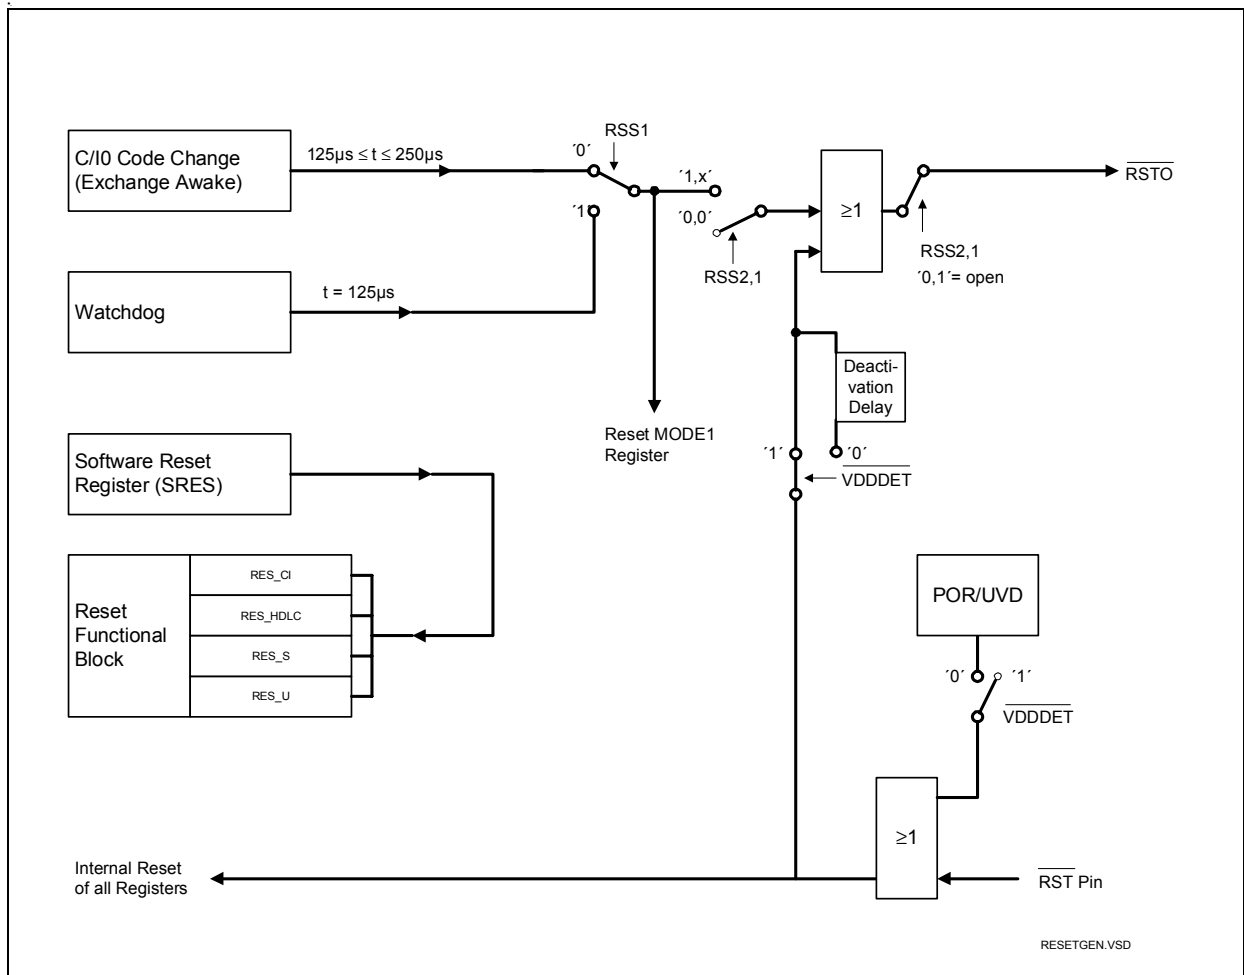 C/I0 Code Change
(Exchange Awake)
125µs ≤ t ≤ 250µs
´0´
RSS1
´1,x´
´1´
´0,0´
RSS2,1
≥1
RSTO
RSS2,1
´0,1´= open
Watchdog
t = 125µs
Deacti-
vation
Delay
Reset MODE1
Register
´1´
´0´
VDDDET
Software Reset
Register (SRES)
Reset
Functional
Block
RES_CI
RES_HDLC
RES_S
RES_U
POR/UVD
´0´
´1´
VDDDET
≥1
Internal Reset
of all Registers
RST Pin
RESETGEN.VSD